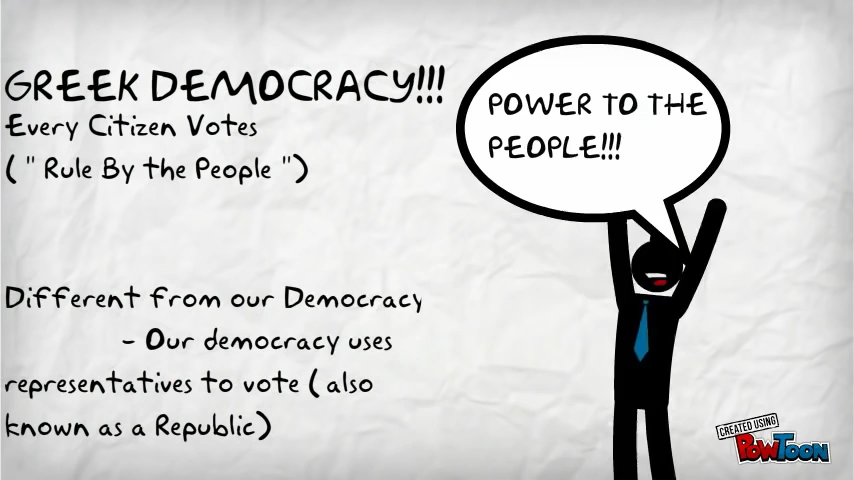 GREEK DEMOCRACY!!!
Every Citizen Votes
( " Rule By the People ")
Different from our Democracy
- Our democracy uses
representatives to vote ( also
known as a Republic)
POWER TO THE
PEOPLE!!!
CREATED USING
POWTOON